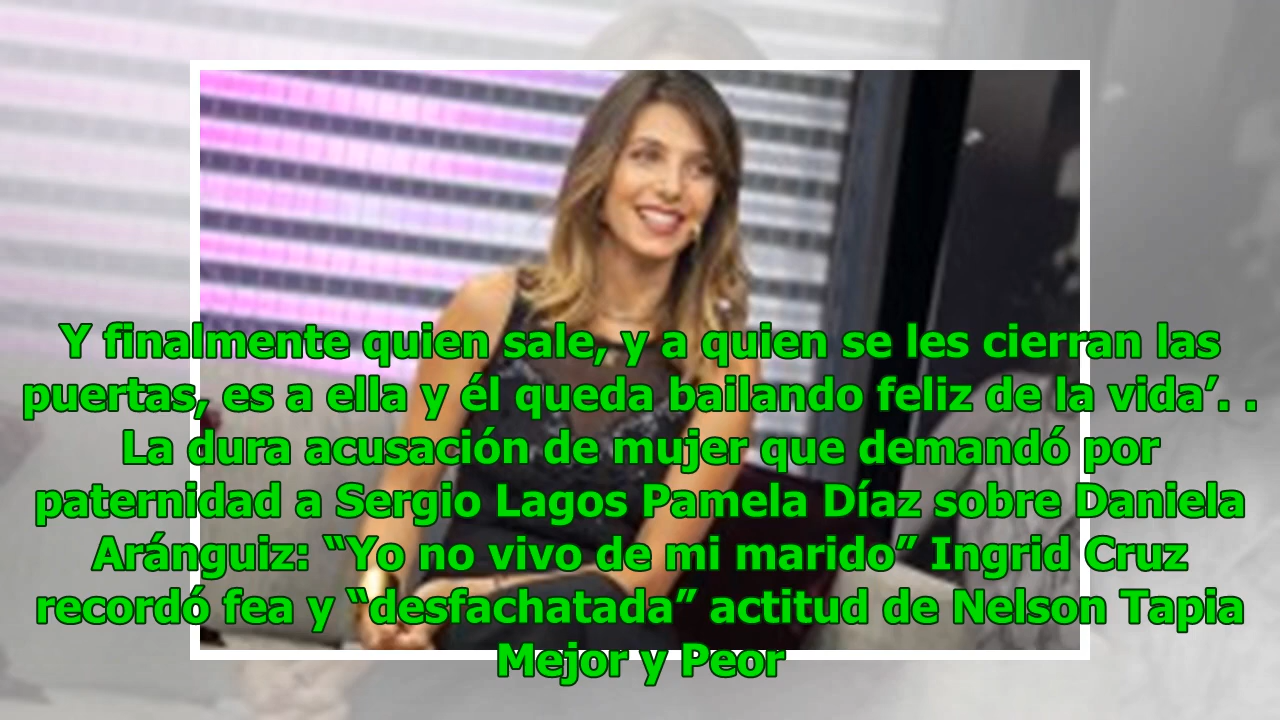 Y finalmente quien sale, y a quien se les cierran las
puertas, es a ella y él queda bailando feliz de la vida’. .
La dura acusación de mujer que demandó por
paternidad a Sergio Lagos Pamela Díaz sobre Daniela
Aránguiz: “Yo no vivo de mi marido” Ingrid Cruz
recordó fea y “desfachatada” actitud de Nelson Tapia
Mejor y Peor